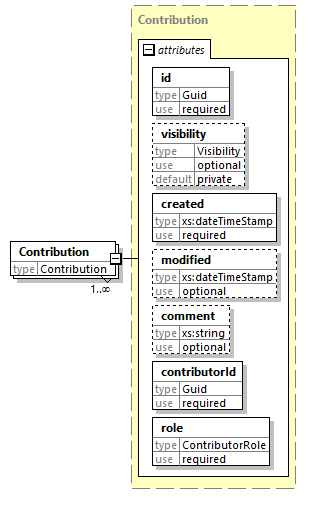 Contribution
attributes
id
type Guid
use required
visibility
type Visibility
use optional
default private
created
type xs:dateTimeStamp
use required
Contribution
type Contribution
1..∞
modified
type xs:dateTimeStamp
use optional
comment
type xs:string
use optional
contributorId
type Guid
use required
role
type ContributorRole
use required